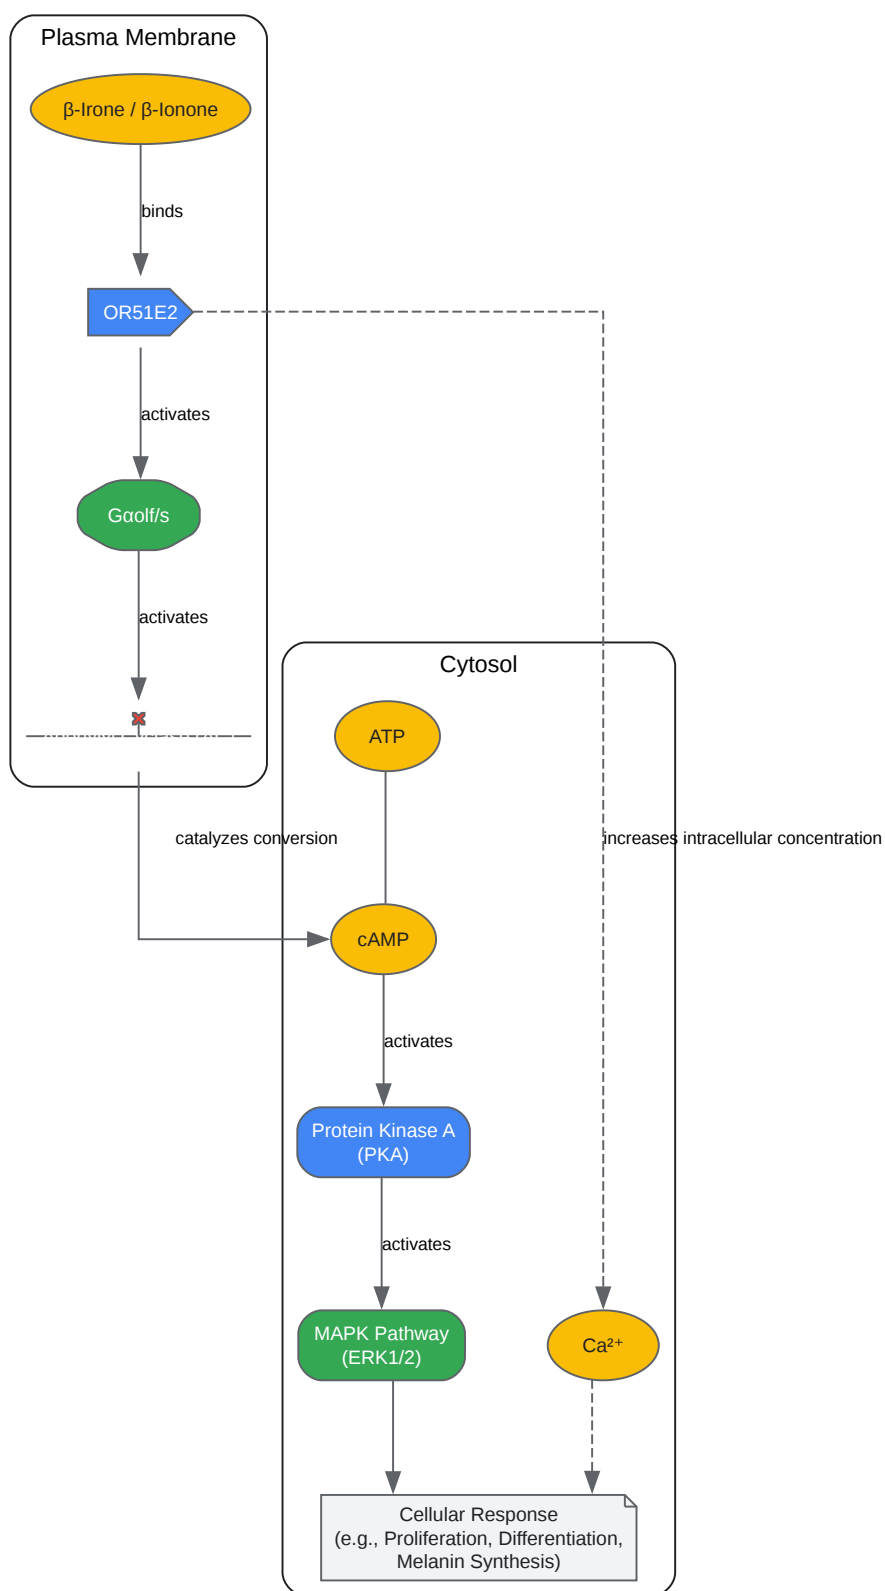 Plasma Membrane
β-Irone / β-Ionone
binds
OR51E2
activates
Gαolf/s
activates
Cytosol
ATP
catalyzes conversion
increases intracellular concentration
cAMP
activates
Protein Kinase A
(PKA)
activates
MAPK Pathway
(ERK1/2)
Ca²⁺
Cellular Response
(e.g., Proliferation, Differentiation,
Melanin Synthesis)